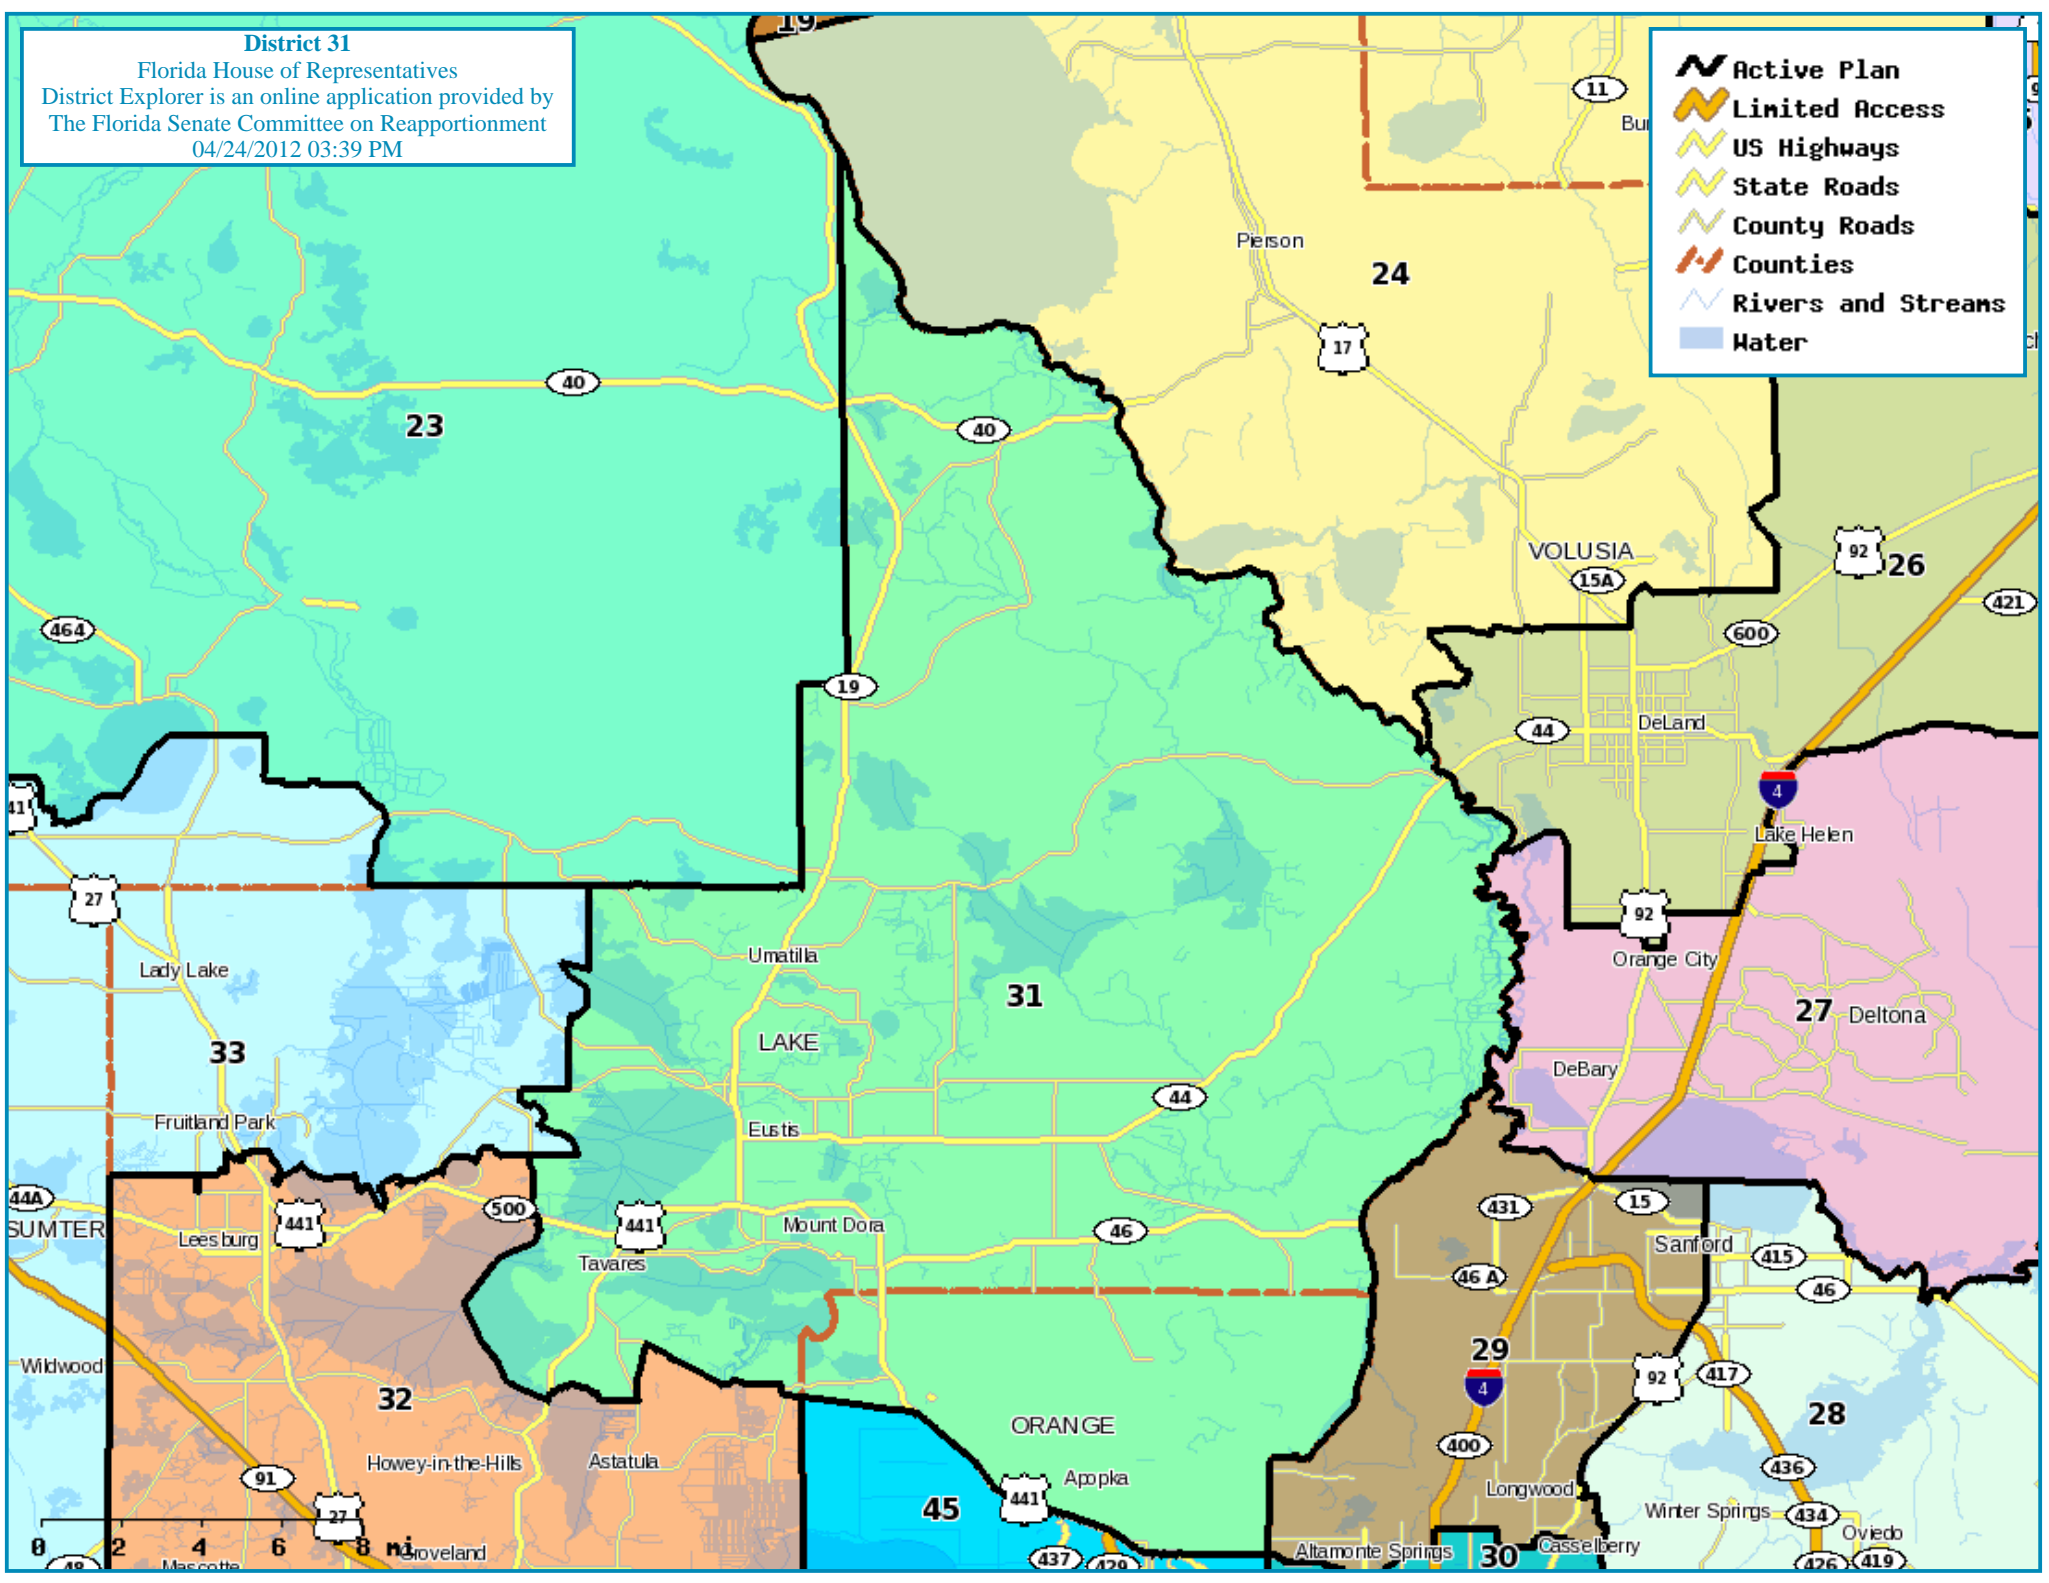 District 31
Florida House of Representatives
District Explorer is an online application provided by
The Florida Senate Committee on Reapportionment
04/24/2012 03:39 PM
Active Plan
Limited Access
US Highways
State Roads
County Roads
Counties
Rivers and Streams
Water
19
11
Pierson
24
17
40
23
40
VOLUSIA
15A
92
26
421
464
600
19
44
DeLand
4
Lake Helen
41
27
92
Orange City
Lady Lake
Umatilla
31
27
Deltona
LAKE
33
DeBary
44
Fruitland Park
Eustis
44A
SUMTER
441
500
441
Mount Dora
46
431
15
Leesburg
Tavares
Sanford
415
46 A
46
Wildwood
29
4
92
417
32
28
ORANGE
400
Howey-in-the-Hills
Astatula
91
Apopka
441
45
Longwood
436
Winter Springs
434
Oviedo
27
0 2 4 6 8 mi
Groveland
Mascotte
48
437
429
Altamonte Springs
30
Casselberry
426
419